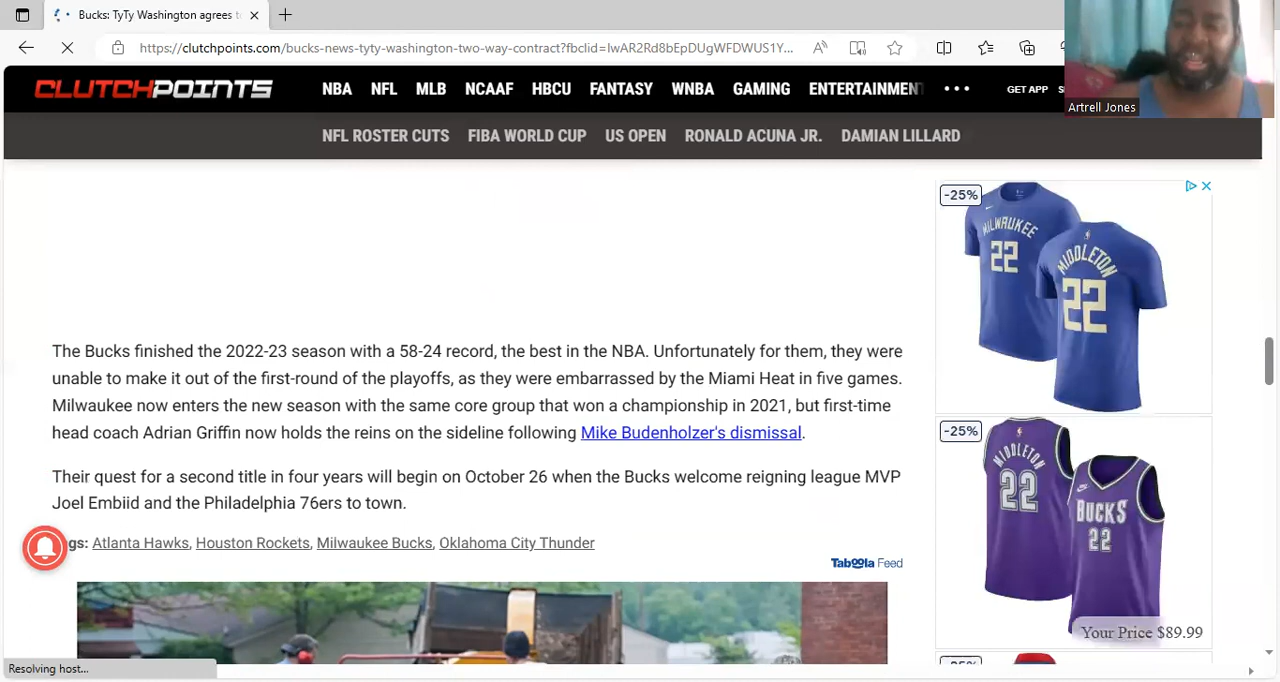 Bucks: TyTy Washington agrees t
https://clutchpoints.com/bucks-news-tyty-washington-two-way-contract?fbclid=IwAR2Rd8bEpDUgWFDWUS1Y...
CLUTCHPOINTS
NBA NFL MLB NCAAF HBCU FANTASY WNBA GAMING ENTERTAINMEN GET APP S
Artrell Jones
NFL ROSTER CUTS FIBA WORLD CUP US OPEN RONALD ACUNA JR. DAMIAN LILLARD
-25%
MILWAUKEE
22
MIDDLETON
22
The Bucks finished the 2022-23 season with a 58-24 record, the best in the NBA. Unfortunately for them, they were
unable to make it out of the first-round of the playoffs, as they were embarrassed by the Miami Heat in five games.
Milwaukee now enters the new season with the same core group that won a championship in 2021, but first-time
head coach Adrian Griffin now holds the reins on the sideline following Mike Budenholzer's dismissal.
-25%
MIDDLETON
22
BUCKS
22
Their quest for a second title in four years will begin on October 26 when the Bucks welcome reigning league MVP
Joel Embiid and the Philadelphia 76ers to town.
gs: Atlanta Hawks, Houston Rockets, Milwaukee Bucks, Oklahoma City Thunder
Taboola Feed
Your Price $89.99
-25%
Resolving host...